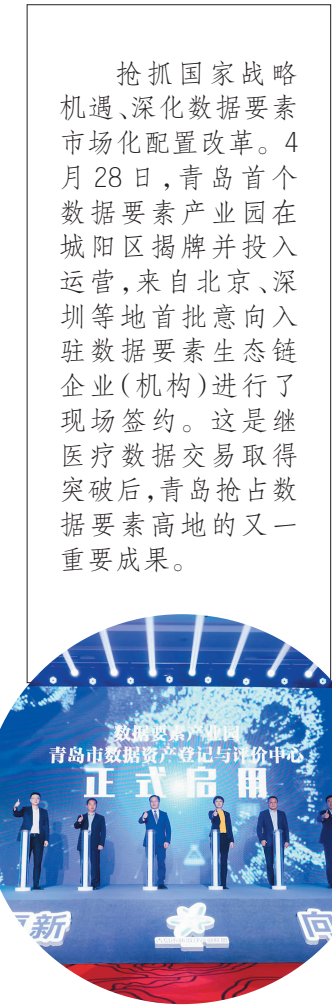 抢抓国家战略
机遇、深化数据要素
市场化配置改革。4
月28日,青岛首个
数据要素产业园在
城阳区揭牌并投入
运营,来自北京、深
圳等地首批意向入
驻数据要素生态链
企业(机构)进行了
现场签约。这是继
医疗数据交易取得
突破后,青岛抢占数
据要素高地的又一
重要成果。
数据要素产业园
青岛市数据资产登记与评价中心
正式启用
新
向